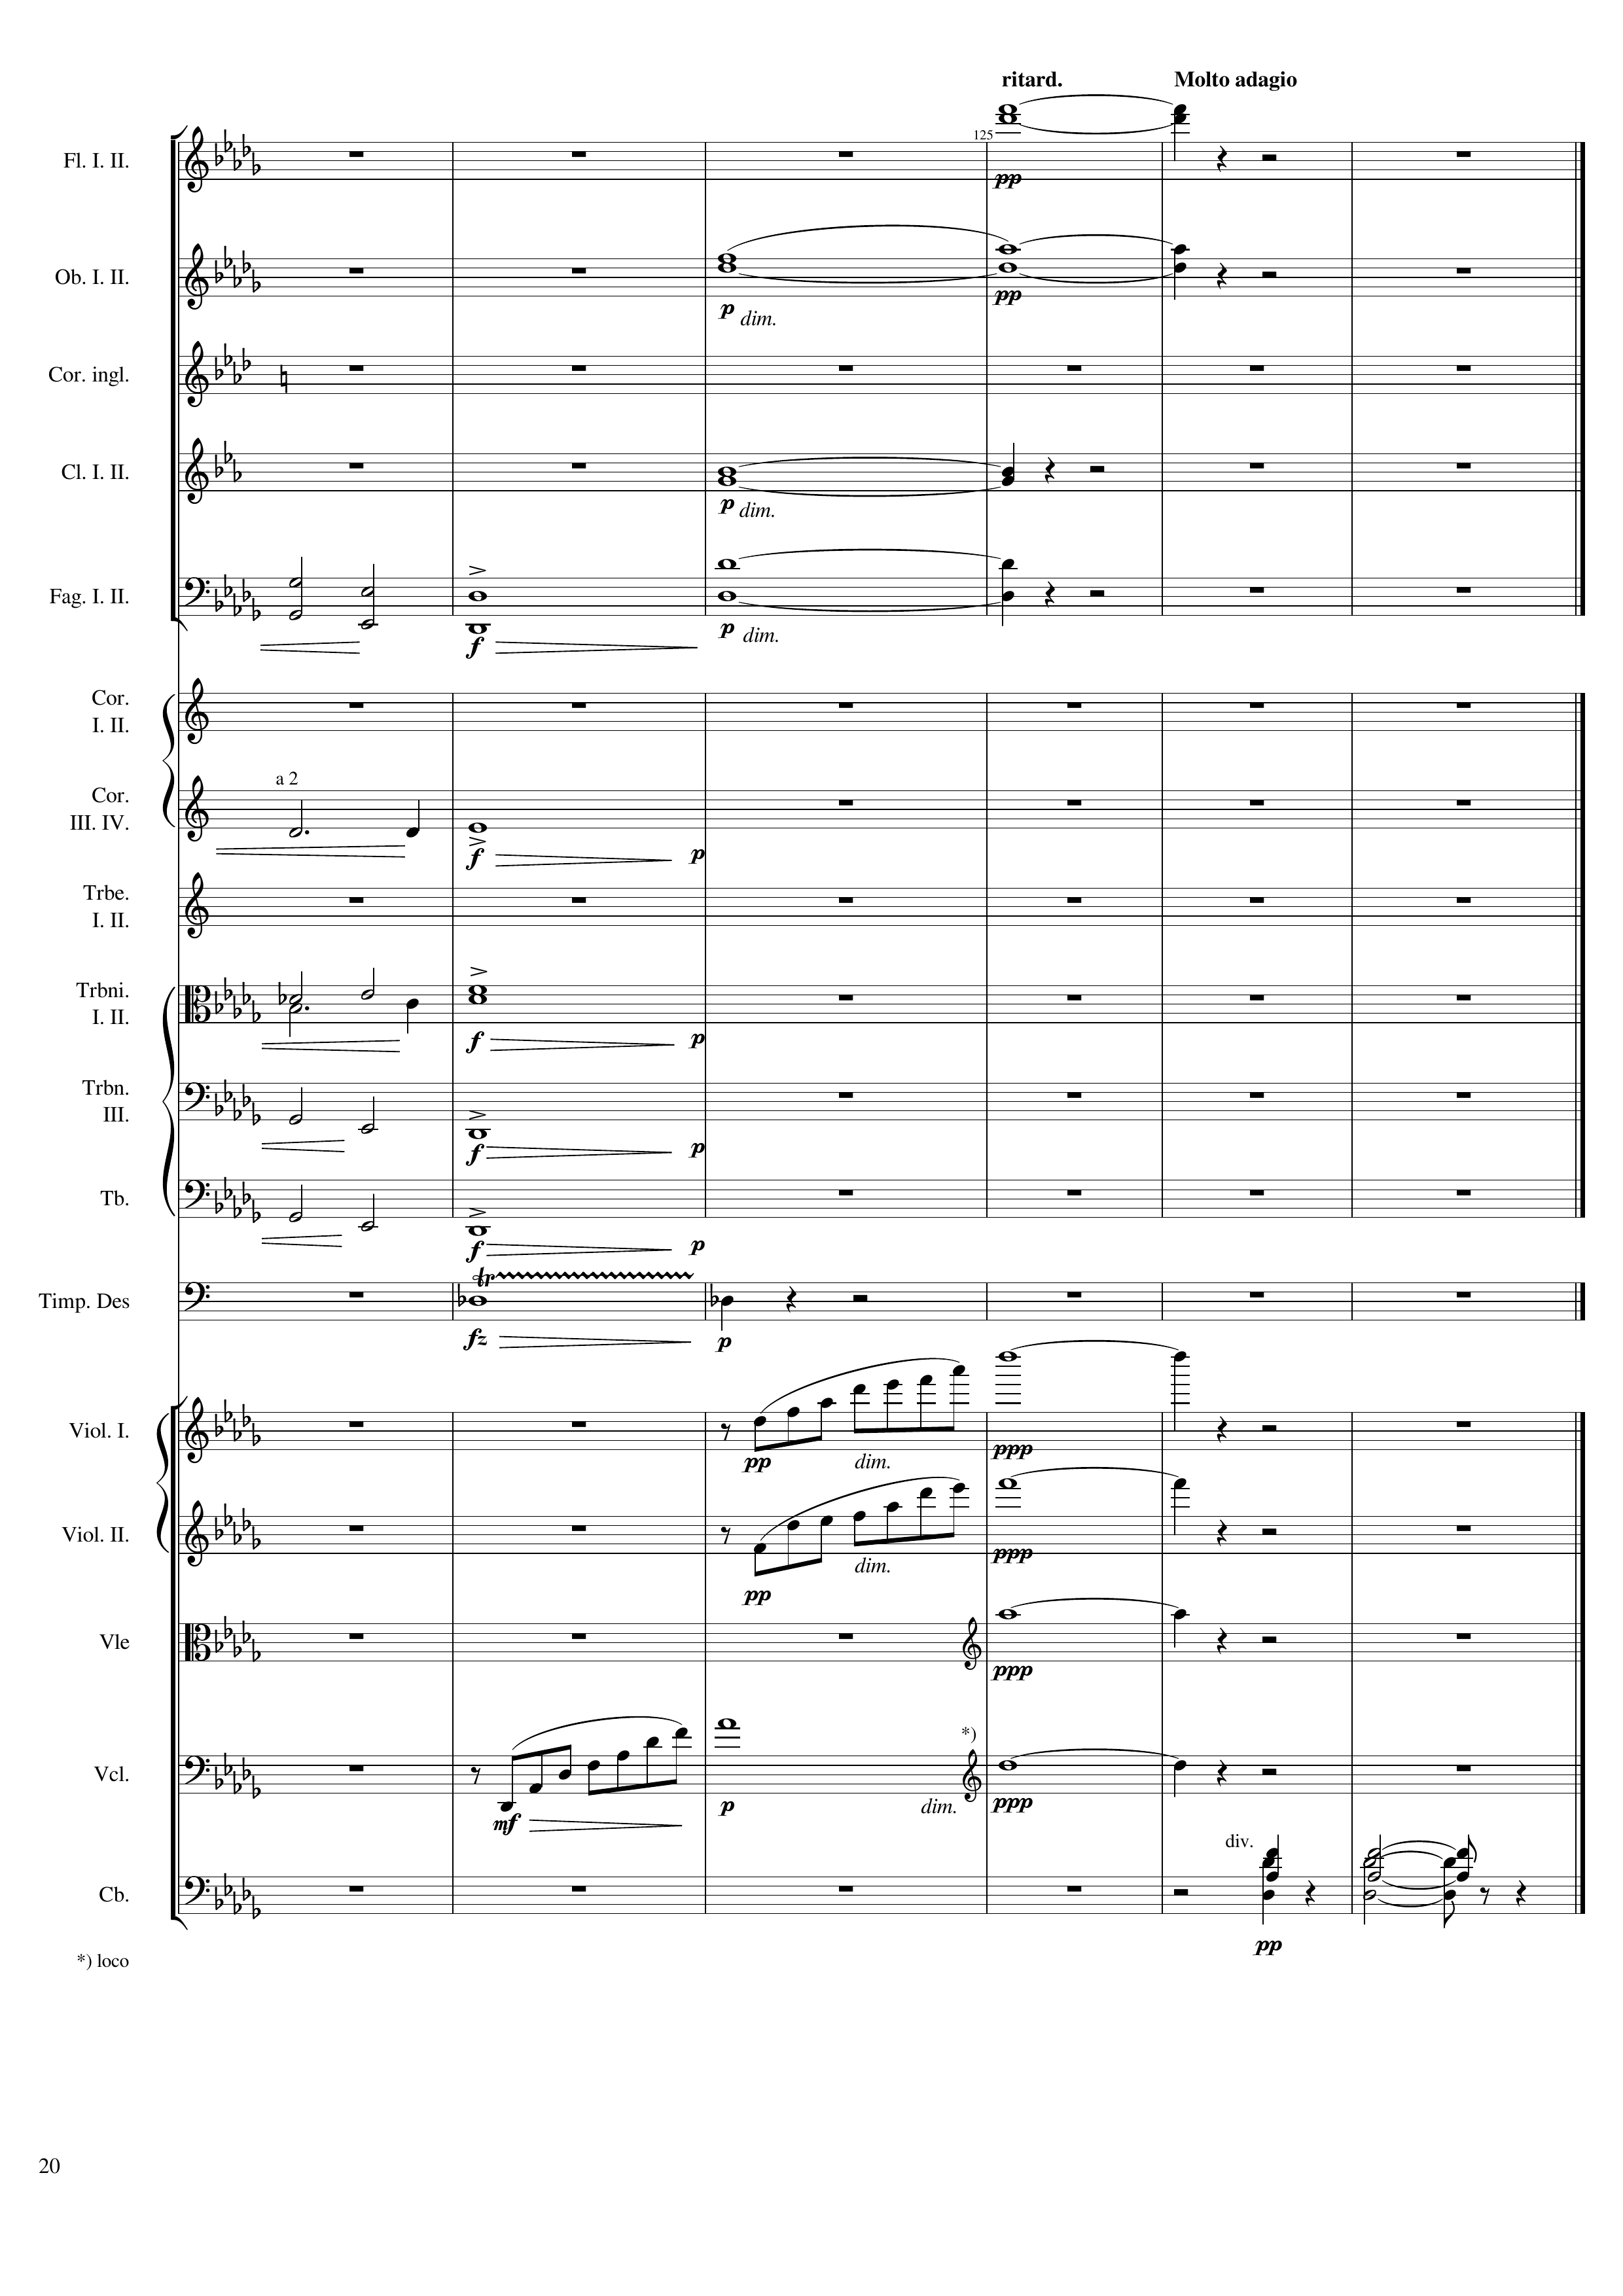 ritard. Molto adagio
125
Fl. I. II.
pp
Ob. I. II.
p dim. pp
Cor. ingl.
Cl. I. II.
p dim.
Fag. I. II.
f p dim.
Cor.
I. II.
a 2
Cor.
III. IV.
f p
Trbe.
I. II.
Trbni.
I. II.
f p
Trbn.
III.
f p
Tb.
f p
tr
Timp. Des
fz p
Viol. I.
pp dim. ppp
Viol. II.
dim. ppp
pp
Vle
ppp
*)
Vcl.
mf p dim. ppp
div.
Cb.
pp
*) loco
20